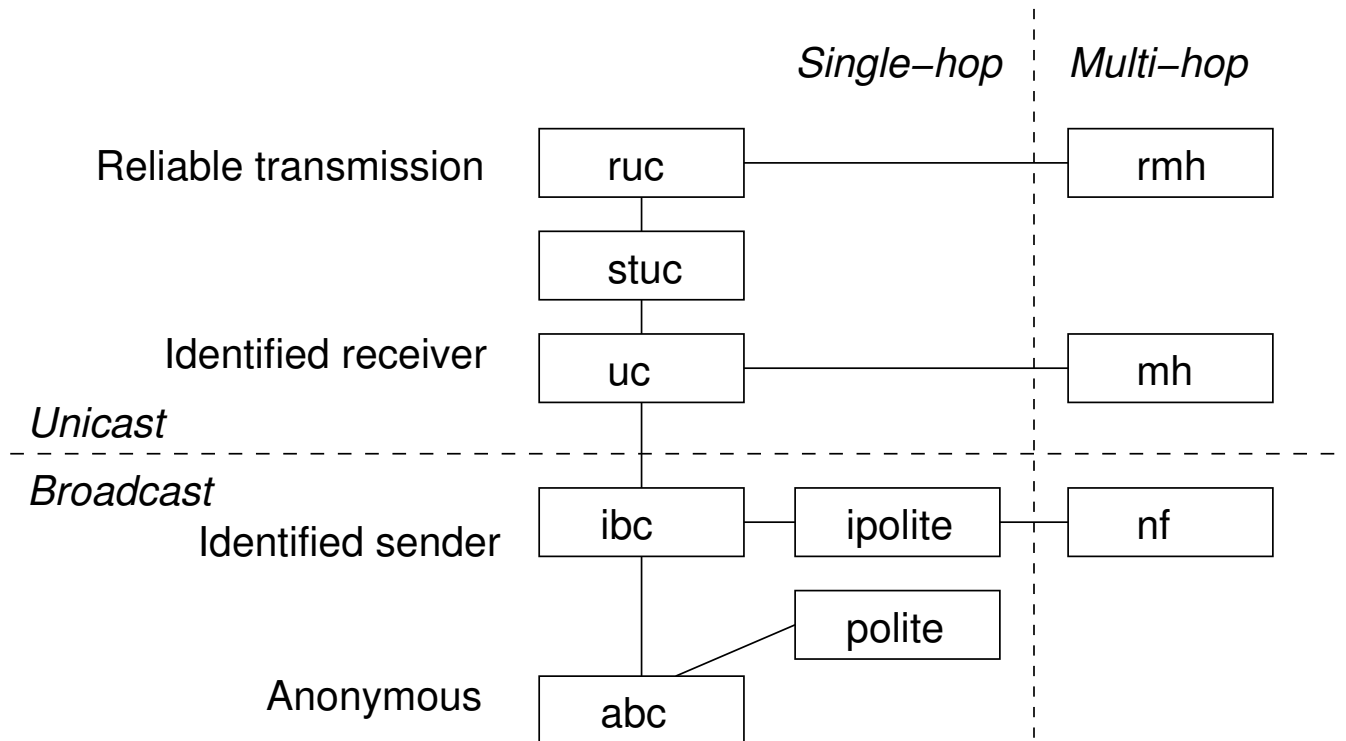 Single–hop
Multi–hop
Reliable transmission
ruc
rmh
stuc
Identified receiver
uc
mh
Unicast
Broadcast
Identified sender
ibc
ipolite
nf
polite
Anonymous
abc